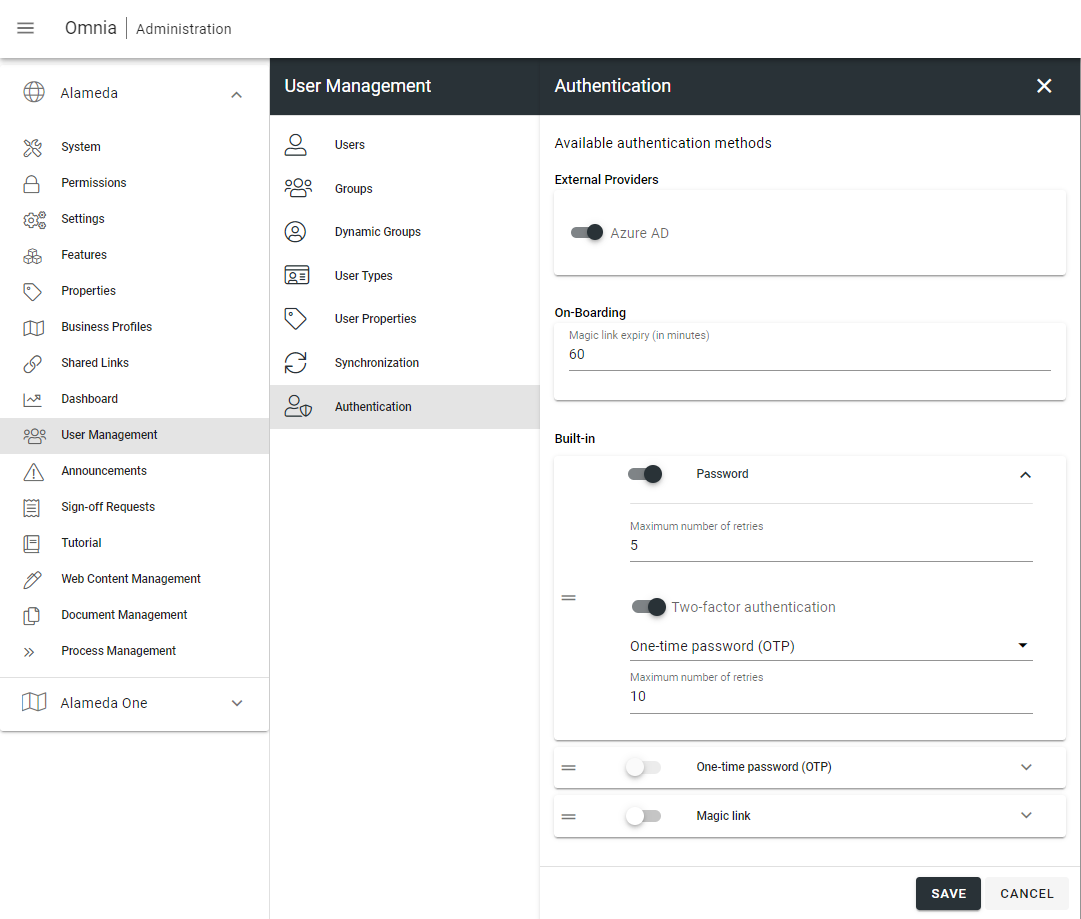 Omnia | Administration
Alameda
System
Permissions
Settings
Features
Properties
Business Profiles
Shared Links
Dashboard
User Management
Announcements
Sign-off Requests
Tutorial
Web Content Management
Document Management
Process Management
Alameda One
User Management
Users
Groups
Dynamic Groups
User Types
User Properties
Synchronization
Authentication
Authentication
Available authentication methods
External Providers
Azure AD
On-Boarding
Magic link expiry (in minutes)
60
Built-in
Password
Maximum number of retries
5
Two-factor authentication
One-time password (OTP)
Maximum number of retries
10
One-time password (OTP)
Magic link
SAVE CANCEL